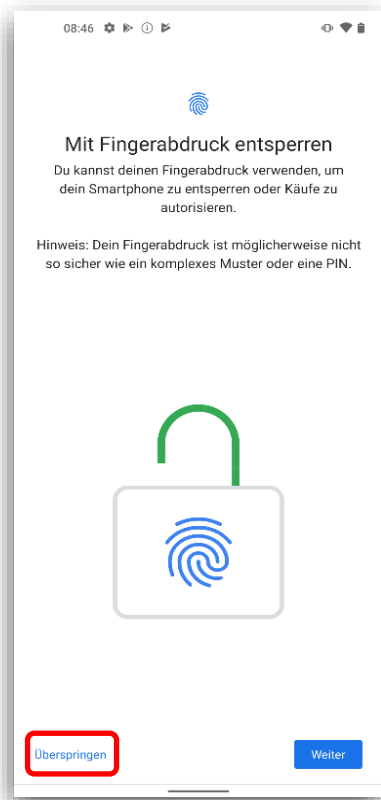 08:46
Mit Fingerabdruck entsperren
Du kannst deinen Fingerabdruck verwenden, um
dein Smartphone zu entsperren oder Käufe zu
autorisieren.
Hinweis: Dein Fingerabdruck ist möglicherweise nicht
so sicher wie ein komplexes Muster oder eine PIN.
Überspringen
Weiter